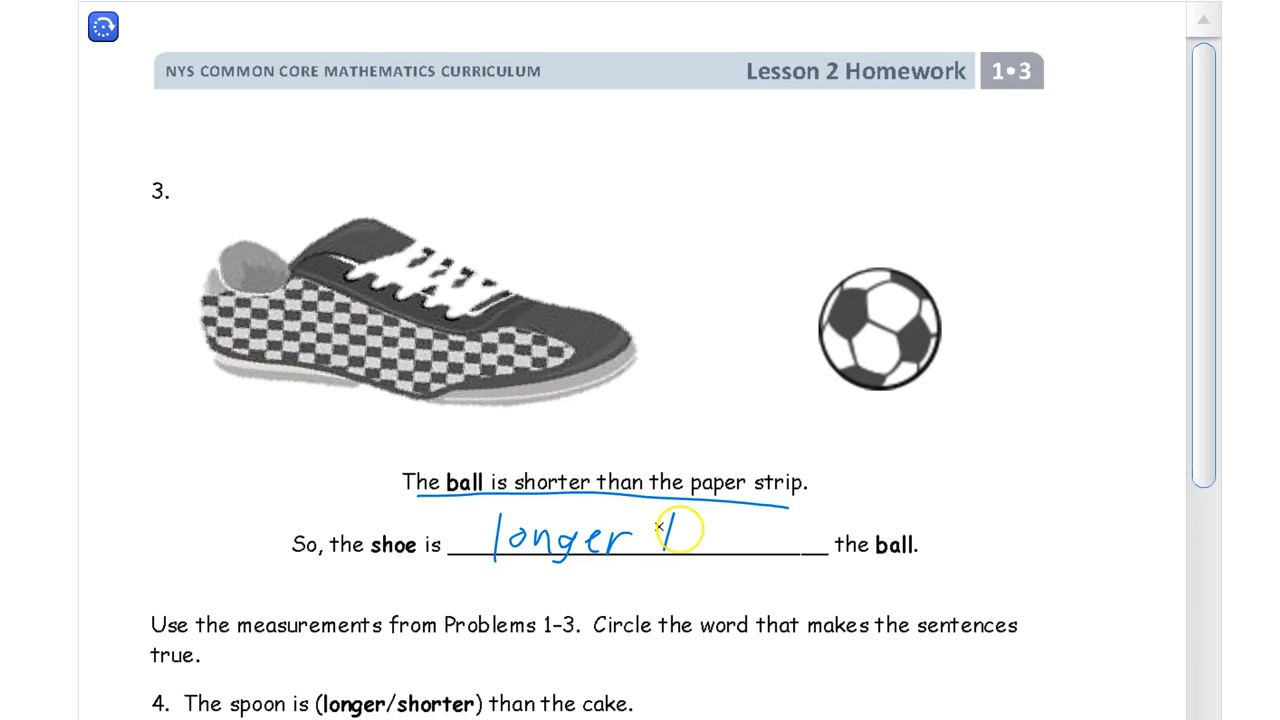 NYS COMMON CORE MATHEMATICS CURRICULUM Lesson 2 Homework 1•3
3.
The ball is shorter than the paper strip.
So, the shoe is longer the ball.
Use the measurements from Problems 1–3. Circle the word that makes the sentences
true.
4. The spoon is (longer/shorter) than the cake.